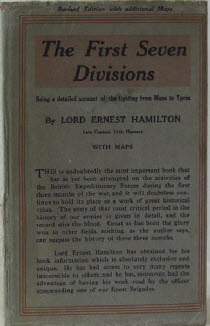 Revised Edition with additional Maps
The First Seven
Divisions
Being a detailed account of the fighting from Mons to Ypres
By LORD ERNEST HAMILTON
Late Captain 11th Hussars
WITH MAPS
THIS is undoubtedly the most important book that
has as yet been attempted on the activities of
the British Expeditionary Forces during the first
three months of the war, and it will doubtless con-
tinue to hold its place as a work of great historical
value. The story of that most critical period in the
history of our armies is given in detail, and the
record stirs the blood. Great as has been the glory
won in other fields, nothing, as the author says,
can surpass the history of those three months.
Lord Ernest Hamilton has obtained for his
book information which is absolutely exclusive and
unique. He has had access to very many reports
inaccessible to others, and he has, moreover, had the
advantage of having his work read by the officer
commanding one of our finest Brigades.